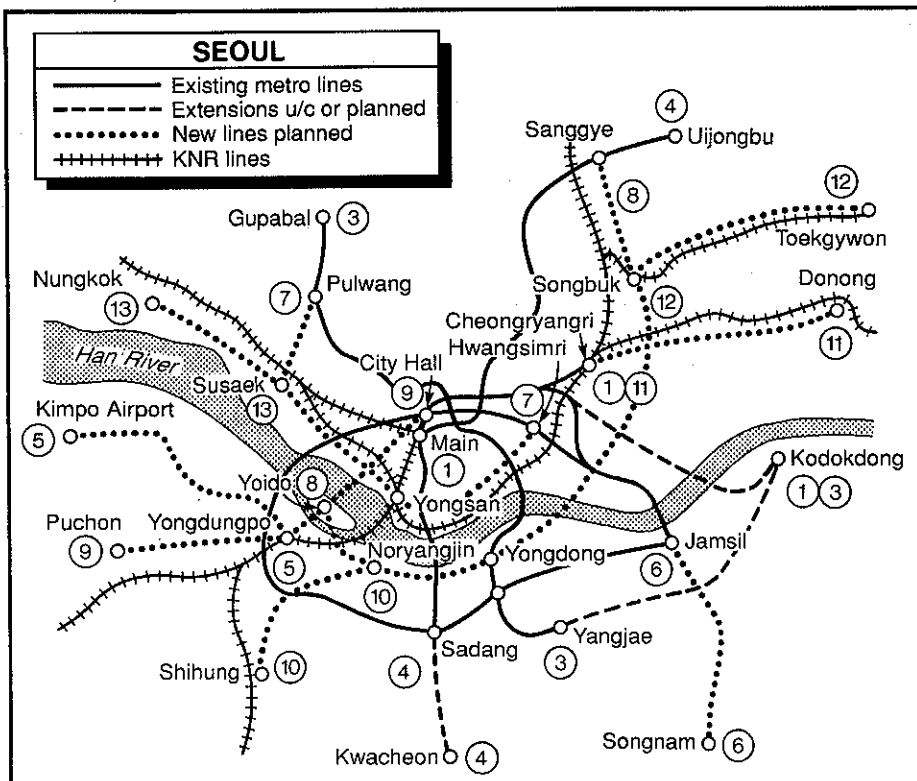 SEOUL
Existing metro lines
Extensions u/c or planned
New lines planned
KNR lines
4
Uijongbu
Sanggye
8
12
Toekgywon
Gupabal
3
Nungkok
13
7
Pulwang
Songbuk
12
Donong
11
Cheongryangri
Hwangsimri
Han River
City Hall
9
7
1
11
Susaek
13
Kimpo Airport
5
Main
1
Kodokdong
1
3
Yoido
8
Yongsan
Puchon
9
Yongdungpo
5
Noryangjin
10
Yongdong
Jamsil
6
Shihung
10
Sadang
4
Yangjae
3
Kwacheon
4
Songnam
6